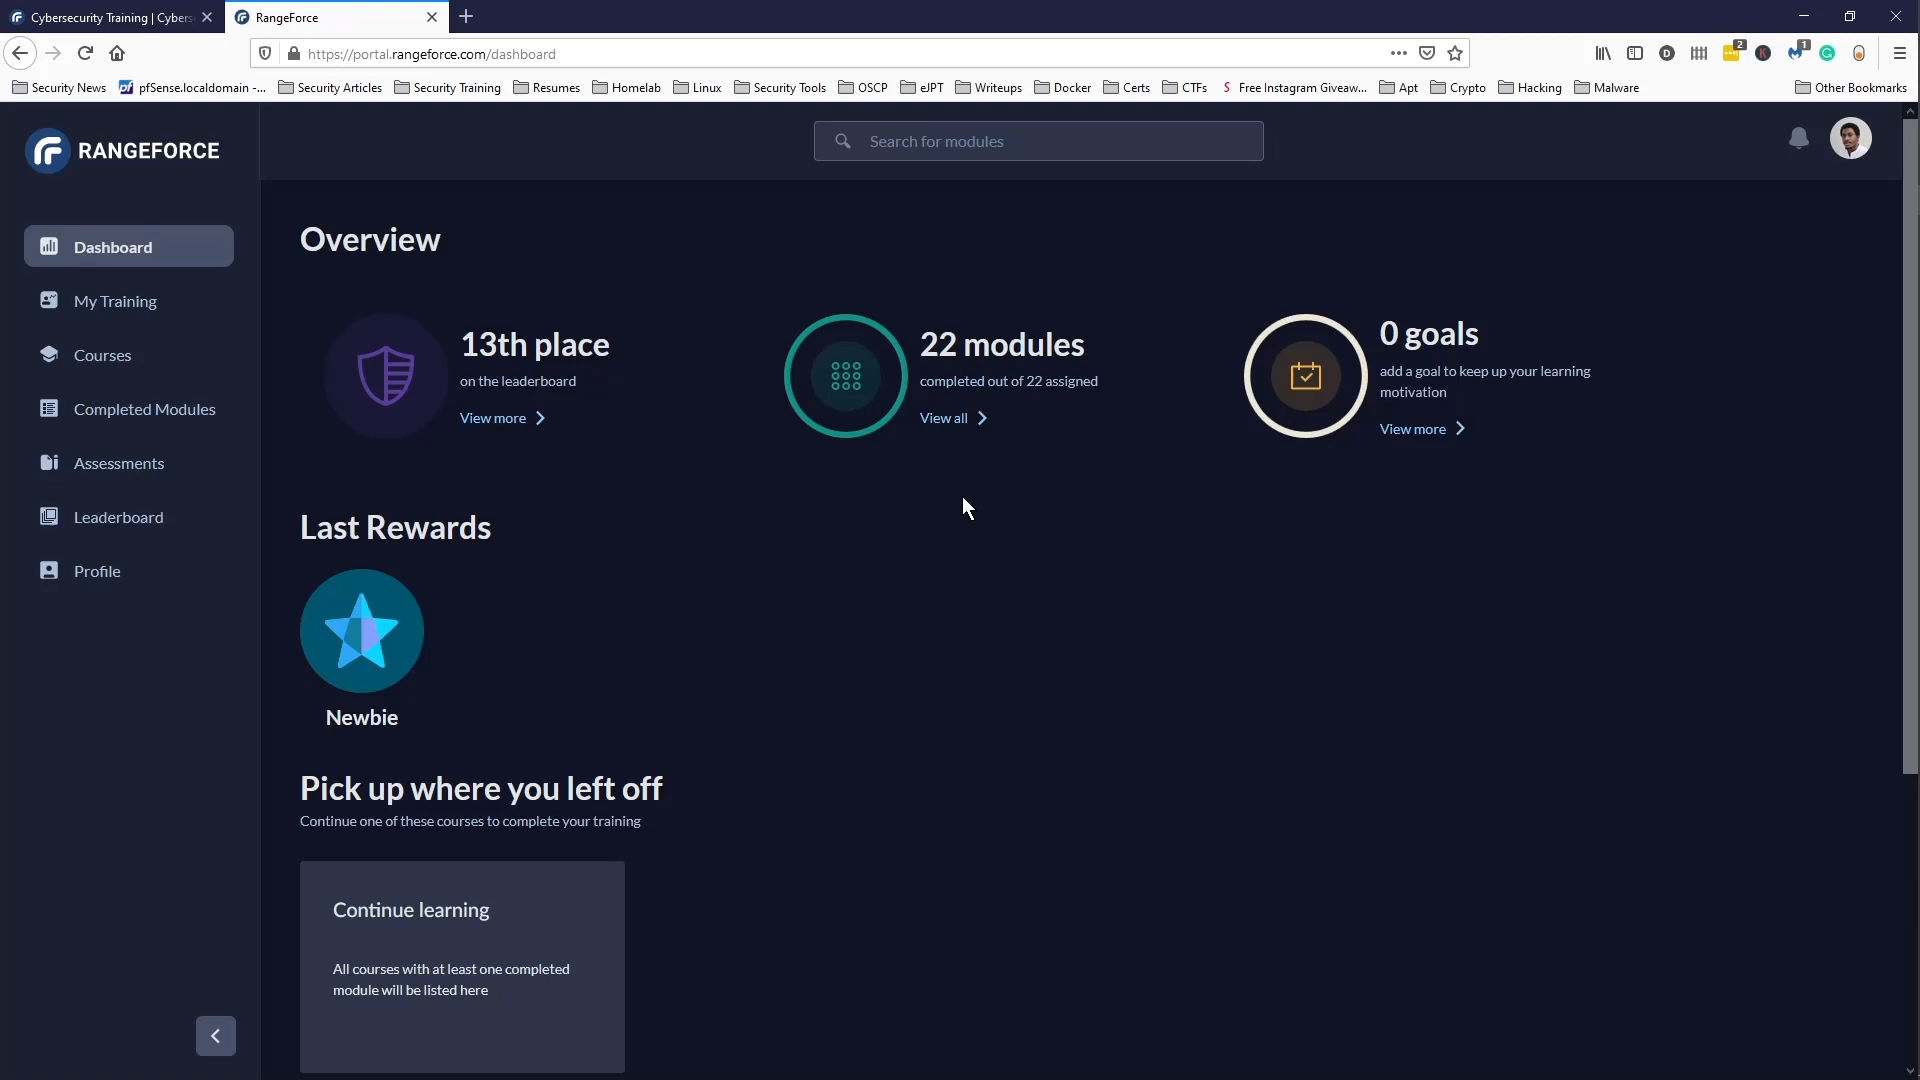 Cybersecurity Training | Cybers
RangeForce
https://portal.rangeforce.com/dashboard
2
1
Security News
pfSense.localdomain -...
Security Articles
Security Training
Resumes
Homelab
Linux
Security Tools
OSCP
eJPT
Writeups
Docker
Certs
CTFs
Free Instagram Giveaw...
Apt
Crypto
Hacking
Malware
Other Bookmarks
RANGEFORCE
Search for modules
Dashboard
My Training
Courses
Completed Modules
Assessments
Leaderboard
Profile
Overview
13th place
on the leaderboard
View more
22 modules
completed out of 22 assigned
View all
0 goals
add a goal to keep up your learning
motivation
View more
Last Rewards
Newbie
Pick up where you left off
Continue one of these courses to complete your training
Continue learning
All courses with at least one completed
module will be listed here